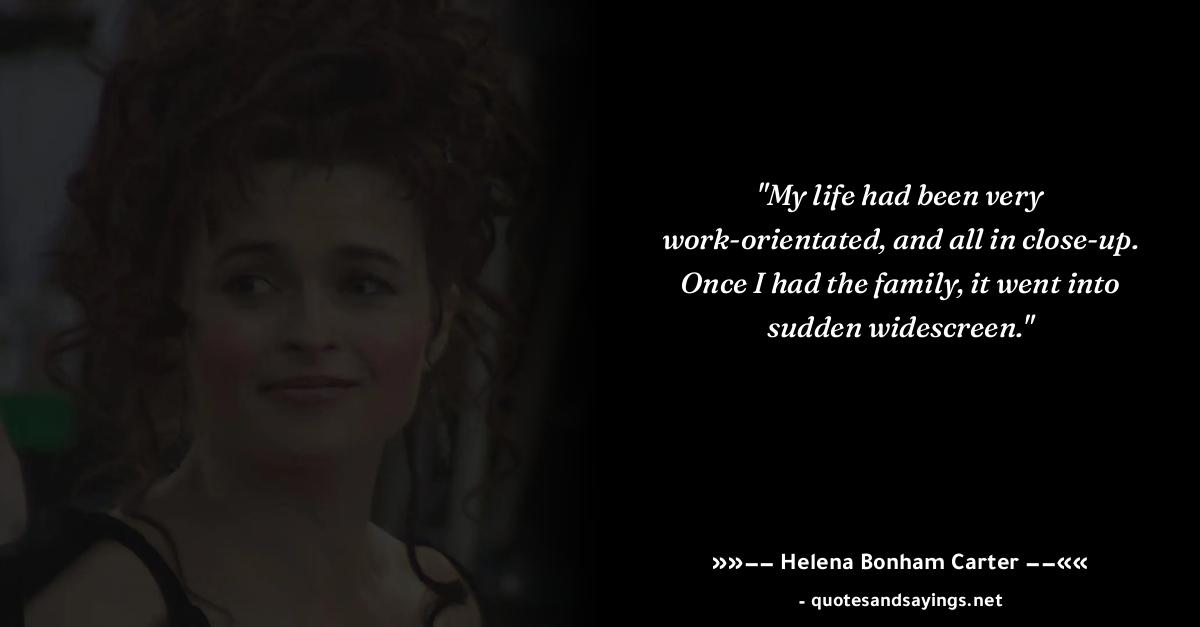 "My life had been very
work-orientated, and all in close-up.
Once I had the family, it went into
sudden widescreen."
»»–– Helena Bonham Carter ––««
- quotesandsayings.net